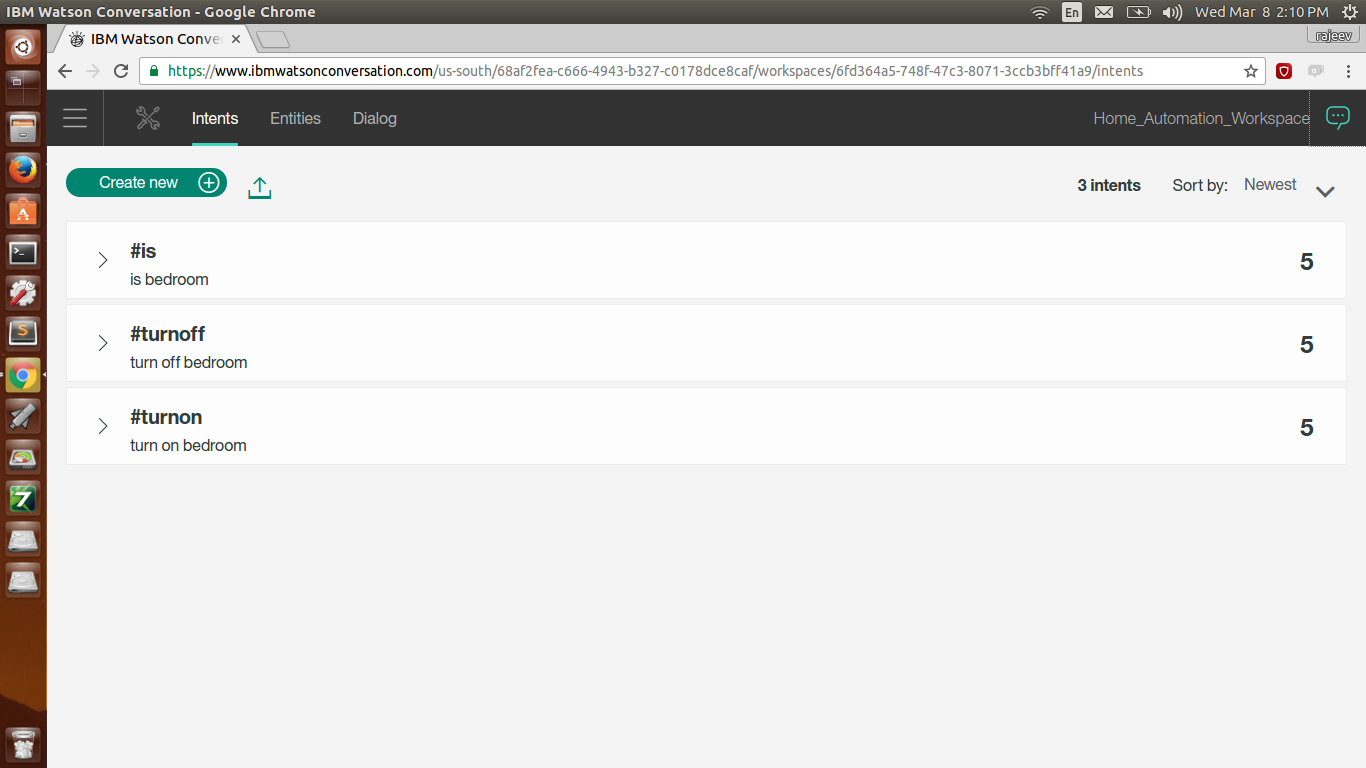 IBM Watson Conversation - Google Chrome
En
Wed Mar 8 2:10 PM
IBM Watson Conve
rajeev
https://www.ibmwatsonconversation.com/us-south/68af2fea-c666-4943-b327-c0178dce8caf/workspaces/6fd364a5-748f-47c3-8071-3ccb3bff41a9/intents
Intents
Entities
Dialog
Home_Automation_Workspace
Create new
3 intents
Sort by:
Newest
#is
is bedroom
5
#turnoff
turn off bedroom
5
#turnon
turn on bedroom
5